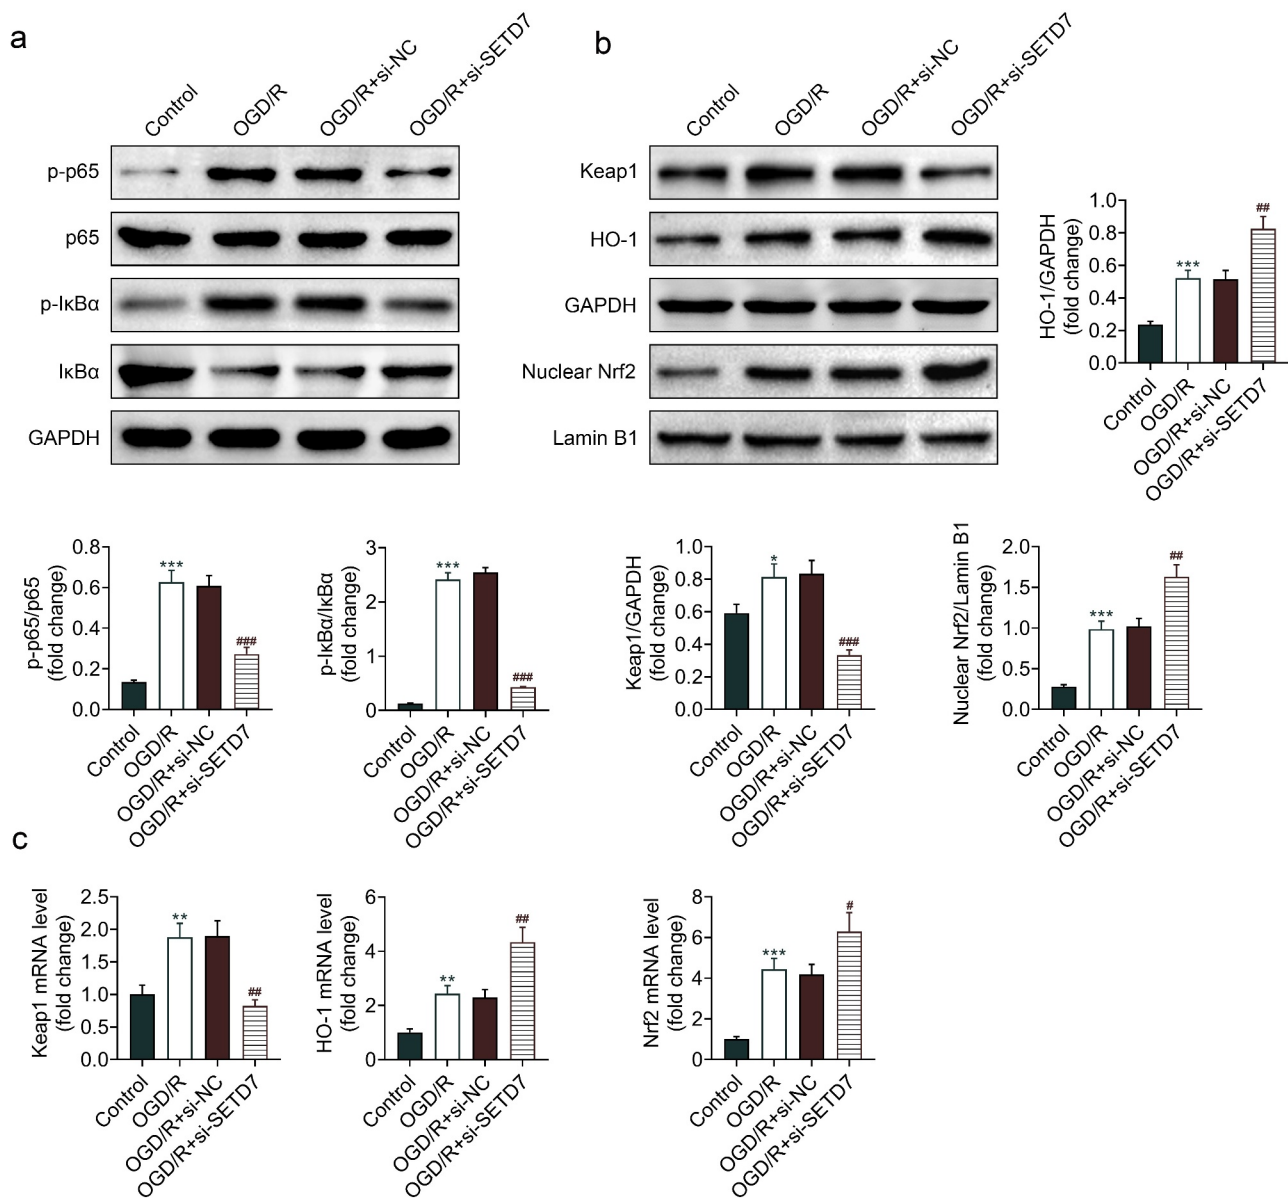 a
Control
OGD/R
OGD/R+si-NC
OGD/R+si-SETD7
p-p65
p65
p-IκBα
IκBα
GAPDH
b
Control
OGD/R
OGD/R+si-NC
OGD/R+si-SETD7
Keap1
HO-1
GAPDH
Nuclear Nrf2
Lamin B1
HO-1/GAPDH
(fold change)
1.0
0.8
0.6
0.4
0.2
0.0
***
##
Control
OGD/R
OGD/R+si-NC
OGD/R+si-SETD7
p-p65/p65
(fold change)
0.8
0.6
0.4
0.2
0.0
***
###
Control
OGD/R
OGD/R+si-NC
OGD/R+si-SETD7
p-IκBα/IκBα
(fold change)
3
2
1
0
***
###
Control
OGD/R
OGD/R+si-NC
OGD/R+si-SETD7
Keap1/GAPDH
(fold change)
1.0
0.8
0.6
0.4
0.2
0.0
*
###
Control
OGD/R
OGD/R+si-NC
OGD/R+si-SETD7
Nuclear Nrf2/Lamin B1
(fold change)
2.0
1.5
1.0
0.5
0.0
***
##
Control
OGD/R
OGD/R+si-NC
OGD/R+si-SETD7
c
Keap1 mRNA level
(fold change)
2.5
2.0
1.5
1.0
0.5
0.0
**
##
Control
OGD/R
OGD/R+si-NC
OGD/R+si-SETD7
HO-1 mRNA level
(fold change)
6
4
2
0
**
##
Control
OGD/R
OGD/R+si-NC
OGD/R+si-SETD7
Nrf2 mRNA level
(fold change)
8
6
4
2
0
***
#
Control
OGD/R
OGD/R+si-NC
OGD/R+si-SETD7